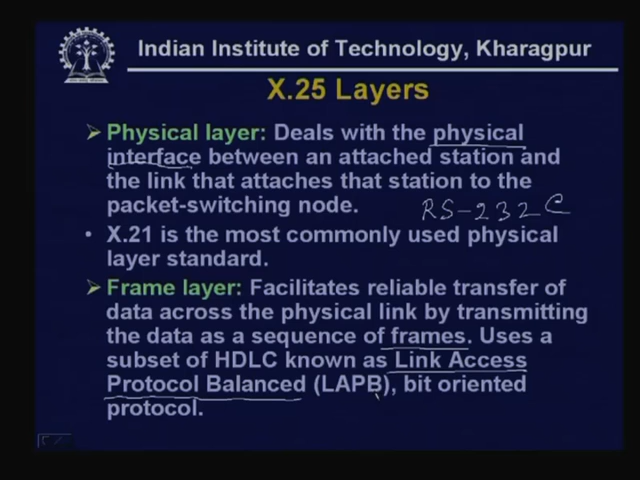 Indian Institute of Technology, Kharagpur
X.25 Layers
Physical layer: Deals with the physical
interface between an attached station and
the link that attaches that station to the
packet-switching node.
RS-232 C
• X.21 is the most commonly used physical
layer standard.
Frame layer: Facilitates reliable transfer of
data across the physical link by transmitting
the data as a sequence of frames. Uses a
subset of HDLC known as Link Access
Protocol Balanced (LAPB), bit oriented
protocol.